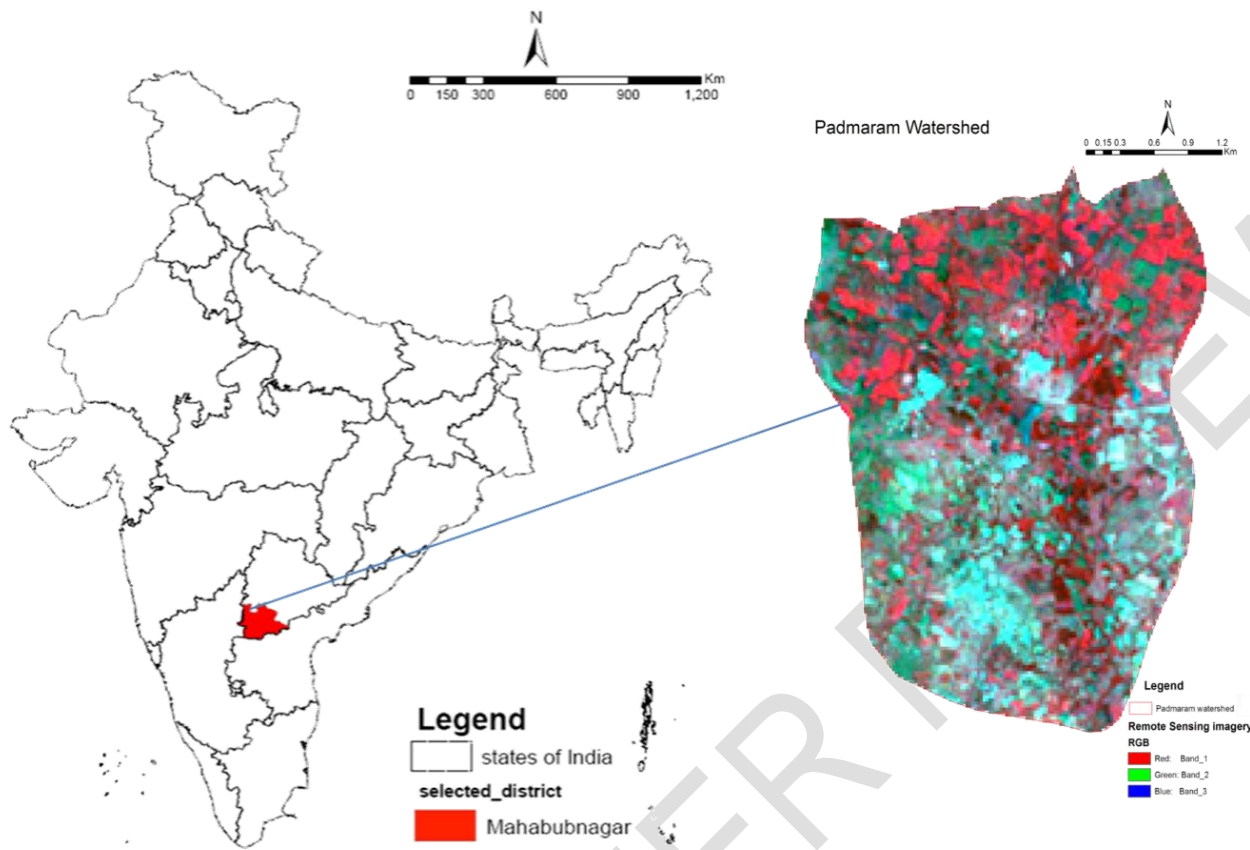 N
Km
0 150 300 600 900 1,200
Padmaram Watershed
N
0 0.15 0.3 0.6 0.9 1.2
Km
Legend
states of India
selected_district
Mahabubnagar
Legend
Padmaram watershed
Remote Sensing imagery
RGB
Red: Band_1
Green: Band_2
Blue: Band_3